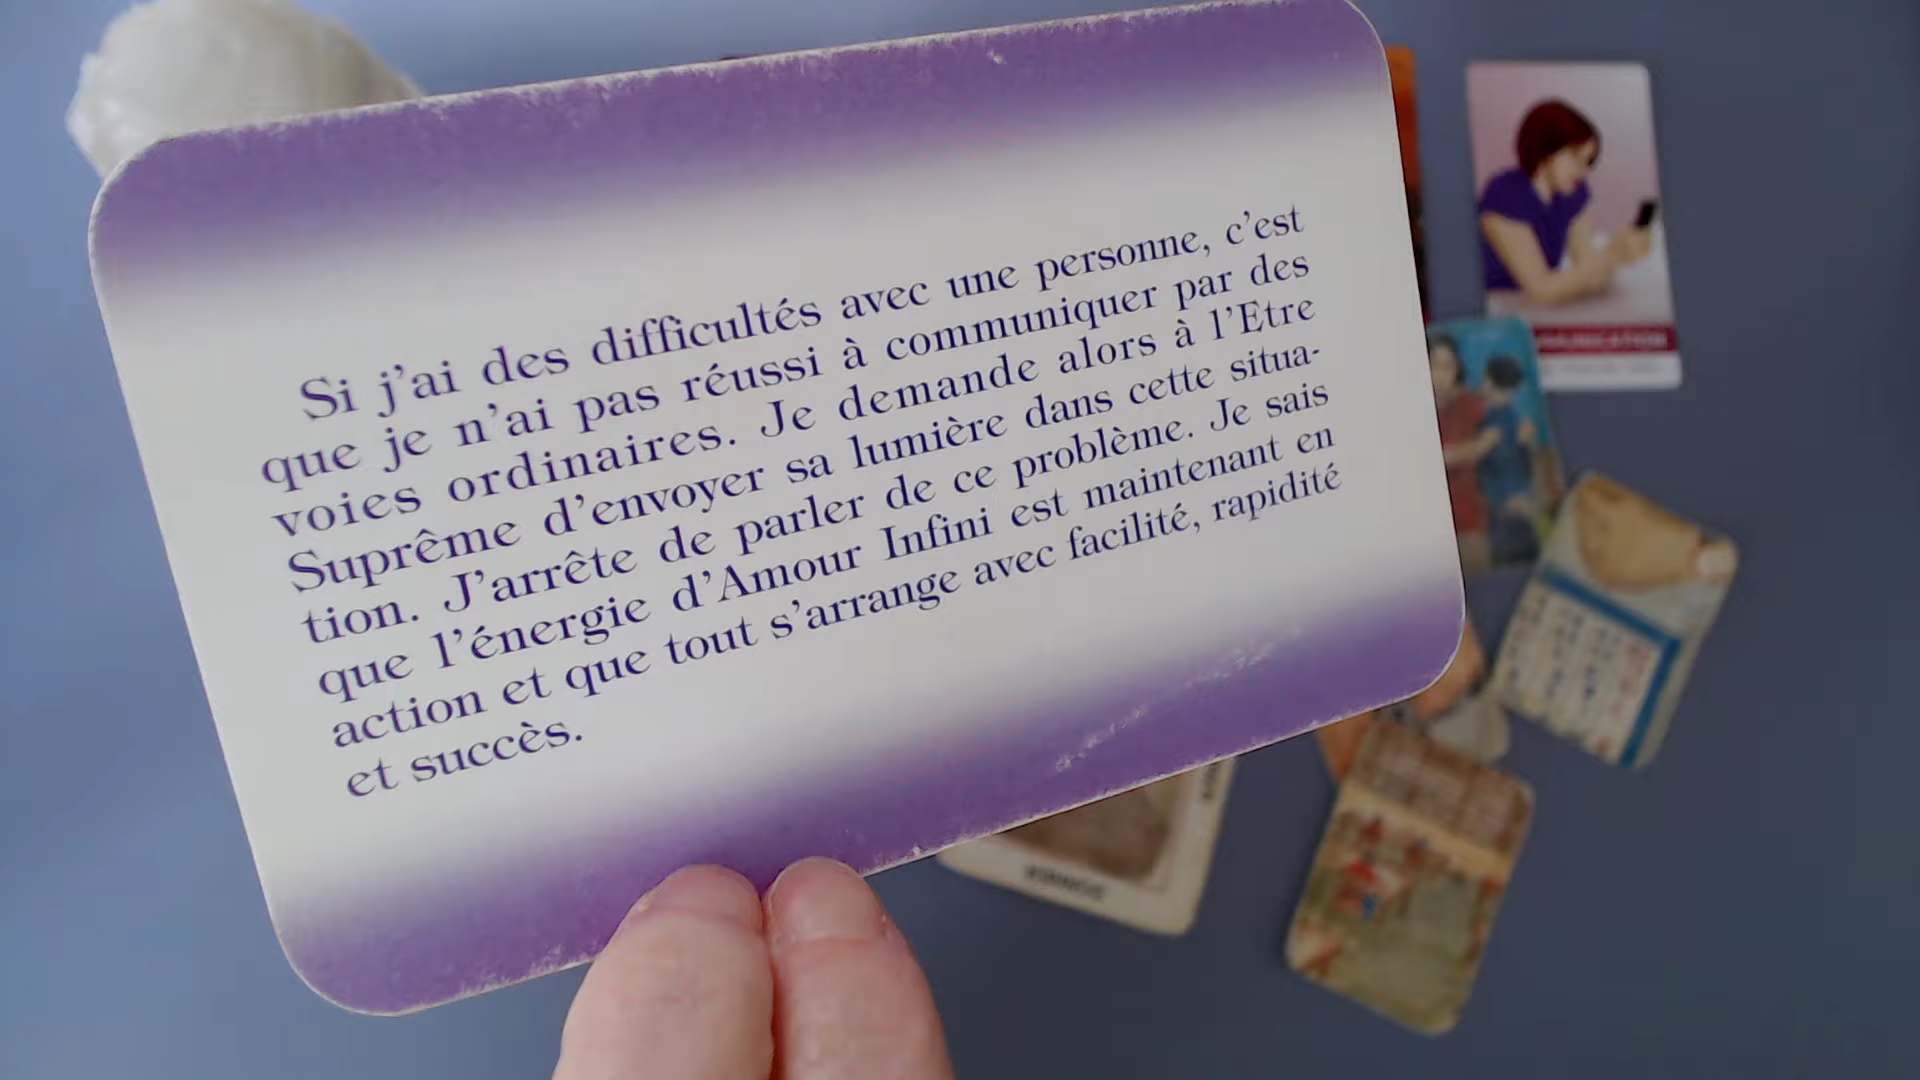 Si j'ai des difficultés avec une personne, c'est
que je n'ai pas réussi à communiquer par des
voies ordinaires. Je demande alors à l'Etre
Suprême d'envoyer sa lumière dans cette situa-
tion. J'arrête de parler de ce problème. Je sais
que l'énergie d'Amour Infini est maintenant en
action et que tout s'arrange avec facilité, rapidité
et succès.